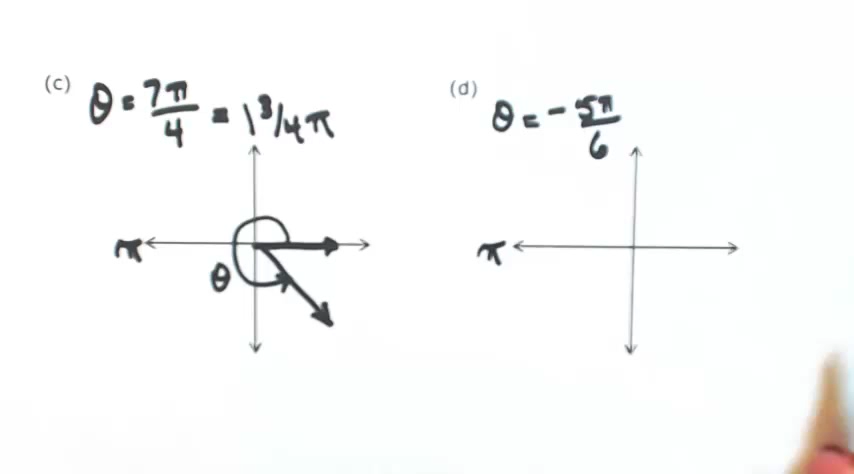 (c) θ = 7π/4 = 1 3/4 π
(d) θ = - 5π/6
π
θ
π